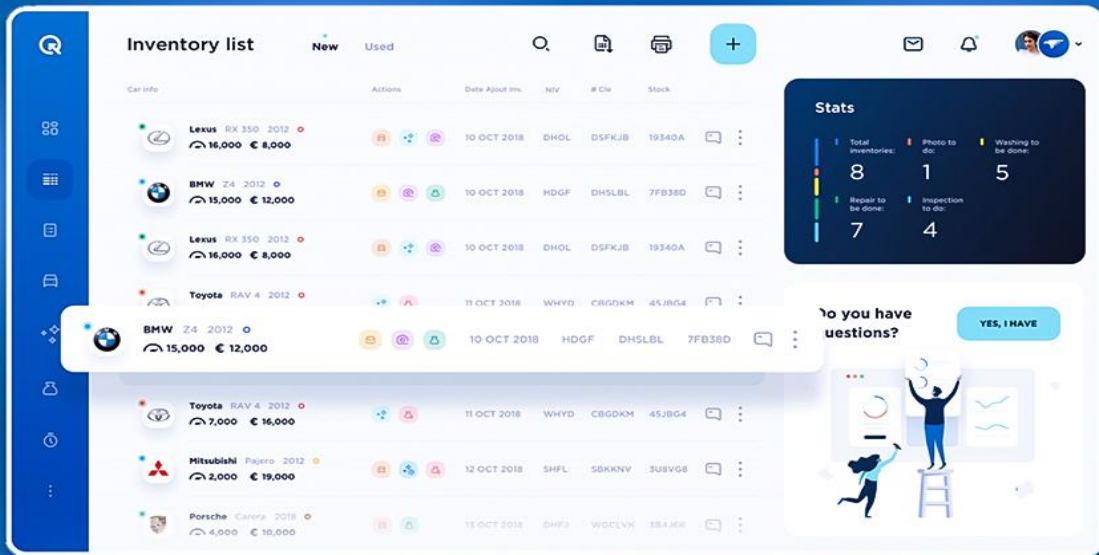 Inventory list
New
Used
+
Car info
Actions
Date Ajout Inv.
NIV
# Cle
Stock
Lexus RX 350 2012
16,000 € 8,000
10 OCT 2018 DHOL DSFKJB 19340A
BMW Z4 2012
15,000 € 12,000
10 OCT 2018 HDGF DHSLBL 7FB38D
Lexus RX 350 2012
16,000 € 8,000
10 OCT 2018 DHOL DSFKJB 19340A
Toyota RAV 4 2012
11 OCT 2018 WHYD CBGDKM 45JBG4
BMW Z4 2012
15,000 € 12,000
10 OCT 2018 HDGF DHSLBL 7FB38D
Toyota RAV 4 2012
7,000 € 16,000
11 OCT 2018 WHYD CBGDKM 45JBG4
Mitsubishi Pajero 2012
2,000 € 19,000
12 OCT 2018 SHFL SBKKNV 3U8VG8
Porsche Carera 2018
4,000 € 10,000
13 OCT 2018
Stats
Total inventories:
8
Photo to do:
1
Washing to be done:
5
Repair to be done:
7
Inspection to do:
4
Do you have
questions?
YES, I HAVE